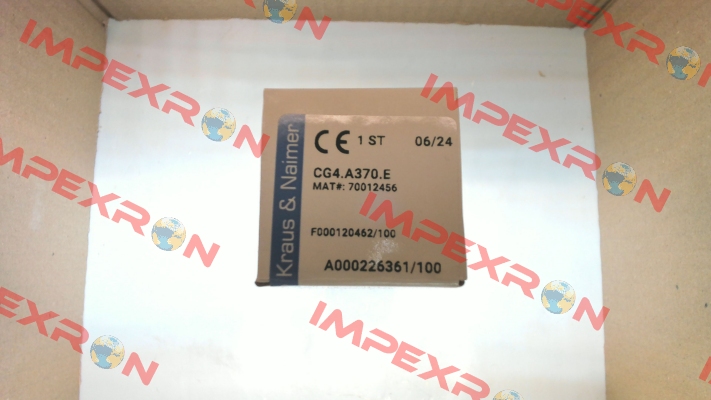 IMPEXRON
IMPEXRON
IMPEXRON
IMPEXRON
IMPEXRON
IMPEXRON
IMPEXRON
Kraus & Naimer
CE 1 ST 06/24
CG4.A370.E
MAT#: 70012456
F000120462/100
A000226361/100